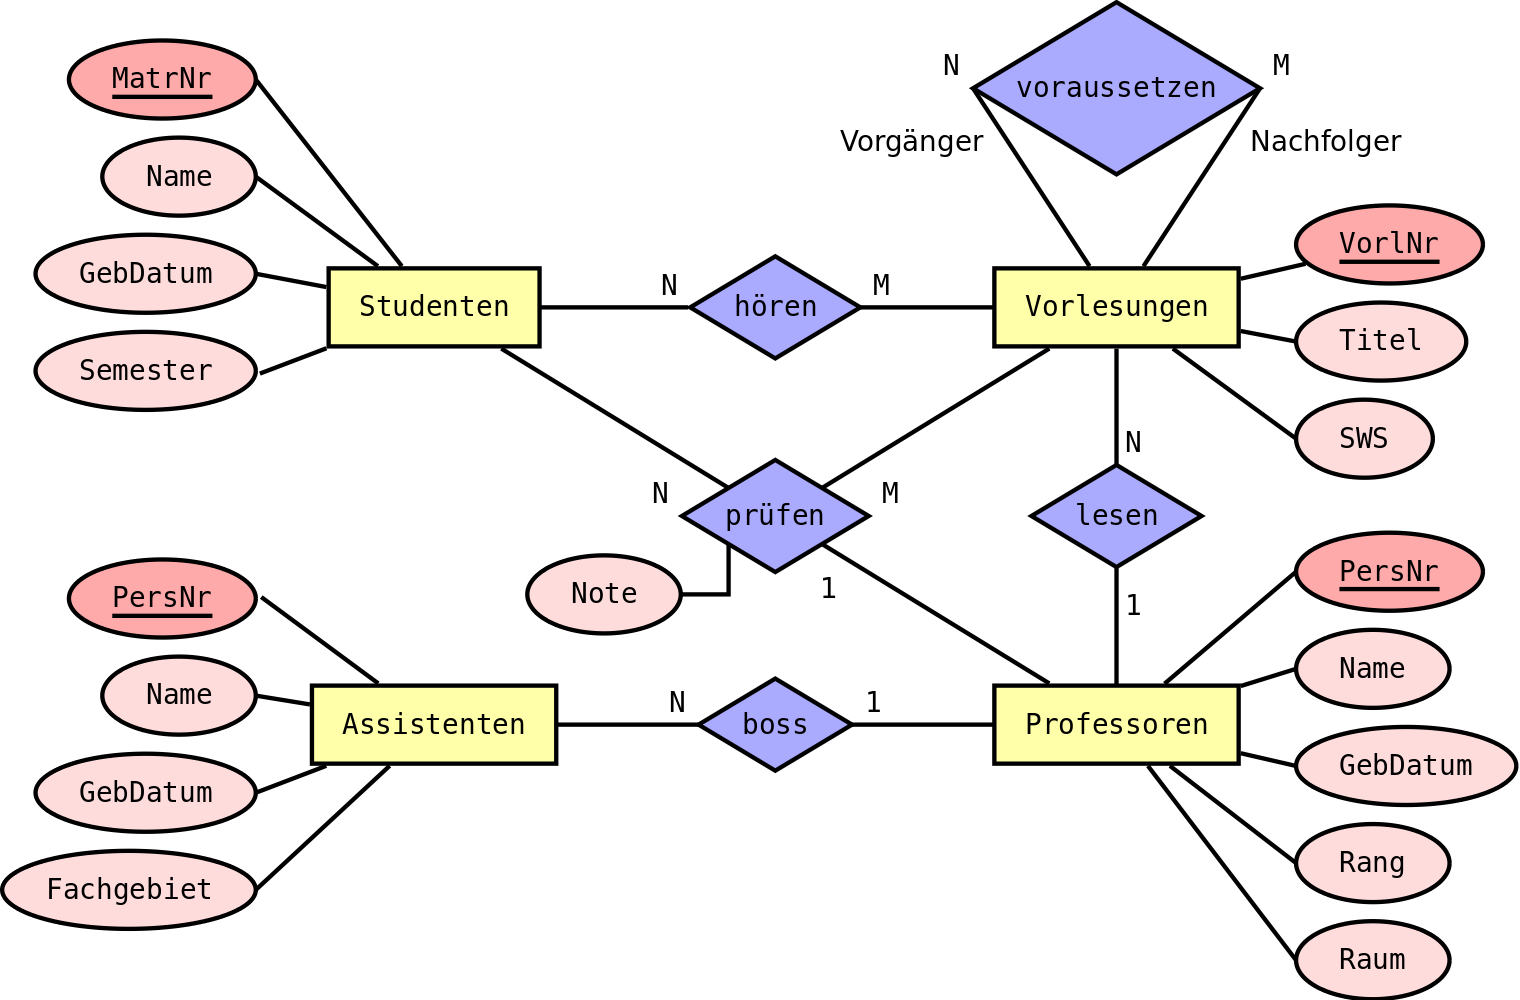 N
voraussetzen
M
MatrNr
Vorgänger
Nachfolger
Name
VorlNr
GebDatum
Studenten
N
hören
M
Vorlesungen
Titel
Semester
SWS
N
N
prüfen
M
lesen
Note
1
1
PersNr
PersNr
Name
Name
N
boss
1
Assistenten
Professoren
GebDatum
GebDatum
Fachgebiet
Rang
Raum